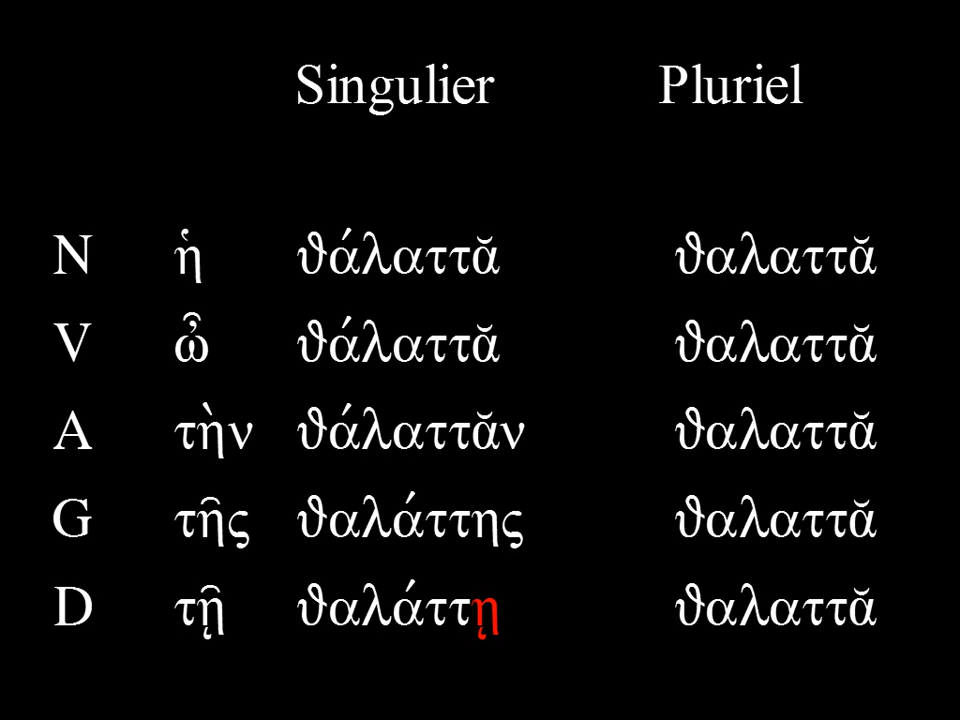 Singulier Pluriel
N ἡ ϑάλαττᾰ ϑαλαττᾰ
V ὦ ϑάλαττᾰ ϑαλαττᾰ
A τὴν ϑάλαττᾰν ϑαλαττᾰ
G τῆς ϑαλάττης ϑαλαττᾰ
D τῇ ϑαλάττῃ ϑαλαττᾰ